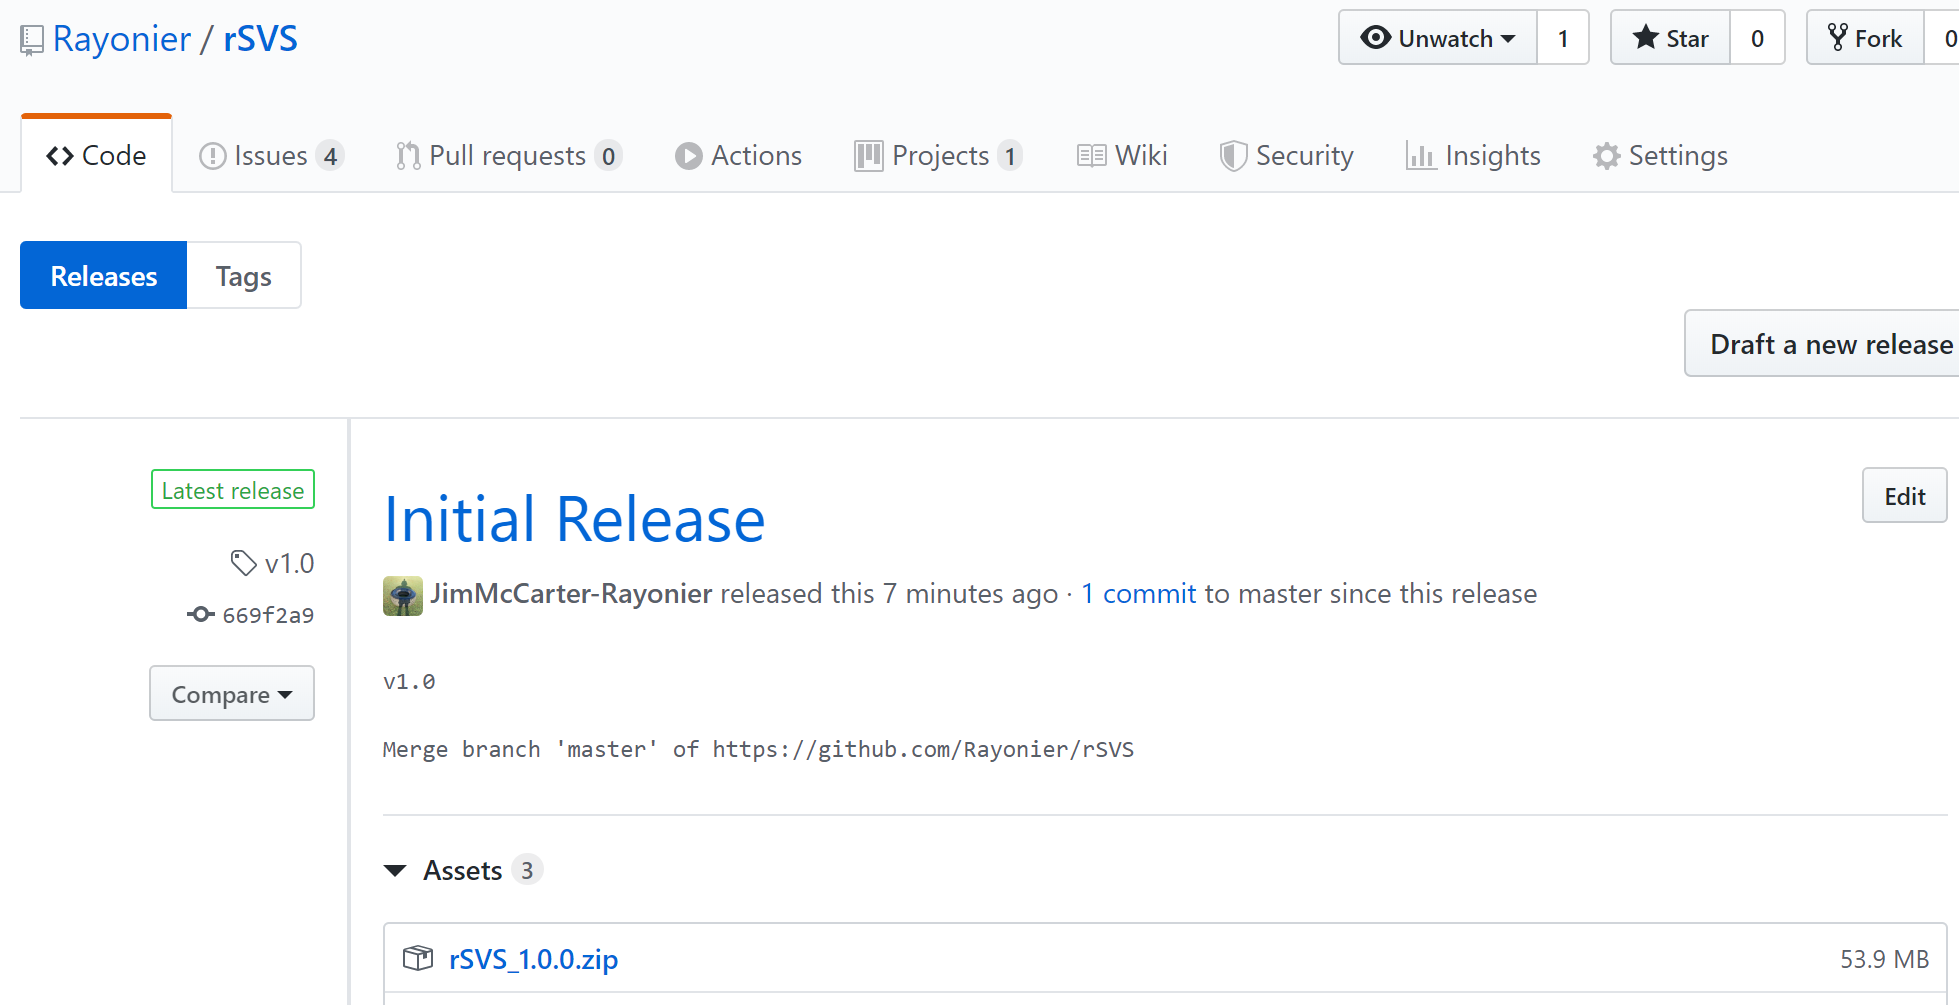 Rayonier / rSVS
Unwatch 1
Star 0
Fork 0
Code
Issues 4
Pull requests 0
Actions
Projects 1
Wiki
Security
Insights
Settings
Releases
Tags
Draft a new release
Latest release
v1.0
669f2a9
Compare
Initial Release
Edit
JimMcCarter-Rayonier released this 7 minutes ago · 1 commit to master since this release
v1.0
Merge branch 'master' of https://github.com/Rayonier/rSVS
Assets 3
rSVS_1.0.0.zip
53.9 MB